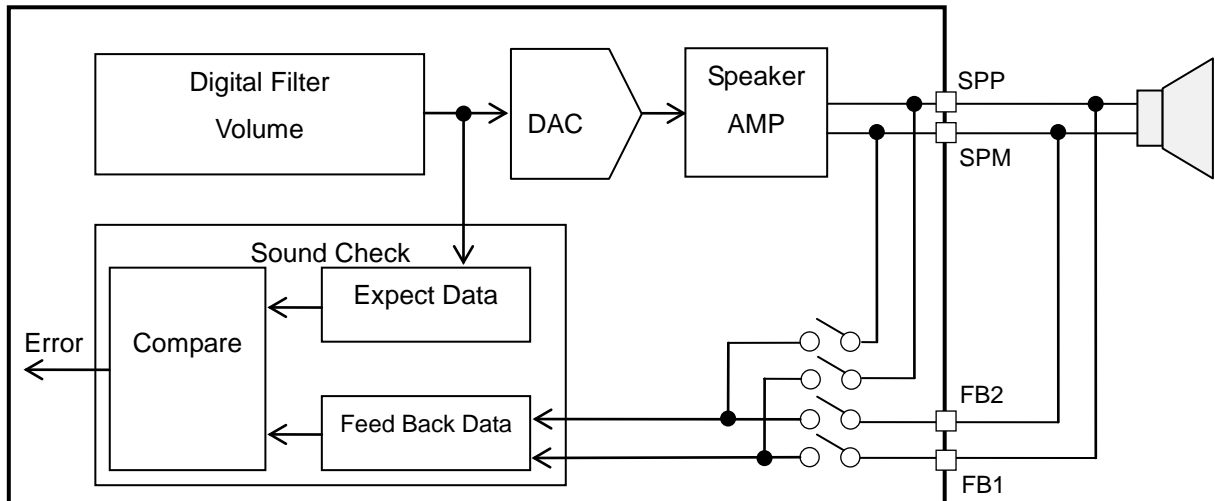 Digital Filter
Volume
DAC
Speaker
AMP
SPP
SPM
Sound Check
Expect Data
Compare
Error
Feed Back Data
FB2
FB1